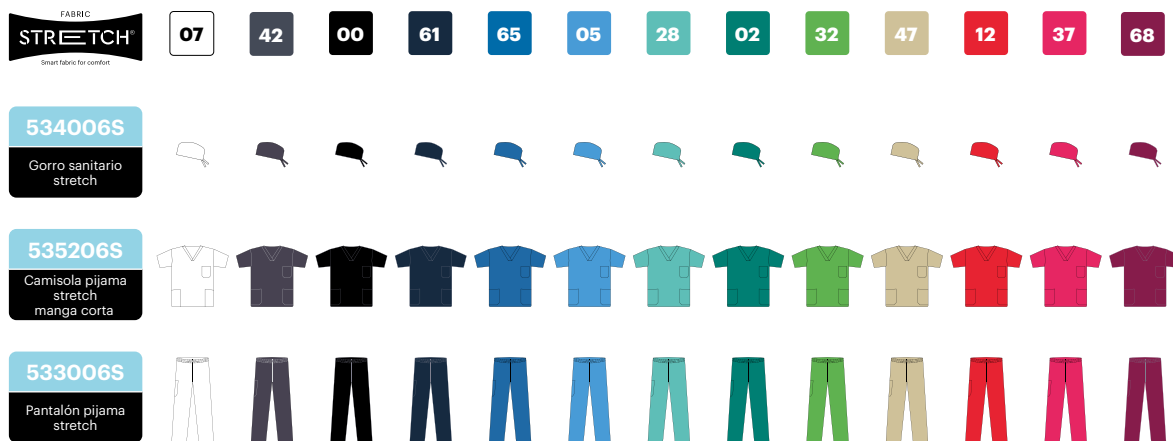 FABRIC
STRETCH®
Smart fabric for comfort
07 42 00 61 65 05 28 02 32 47 12 37 68
534006S
Gorro sanitario
stretch
535206S
Camisola pijama
stretch
manga corta
533006S
Pantalón pijama
stretch